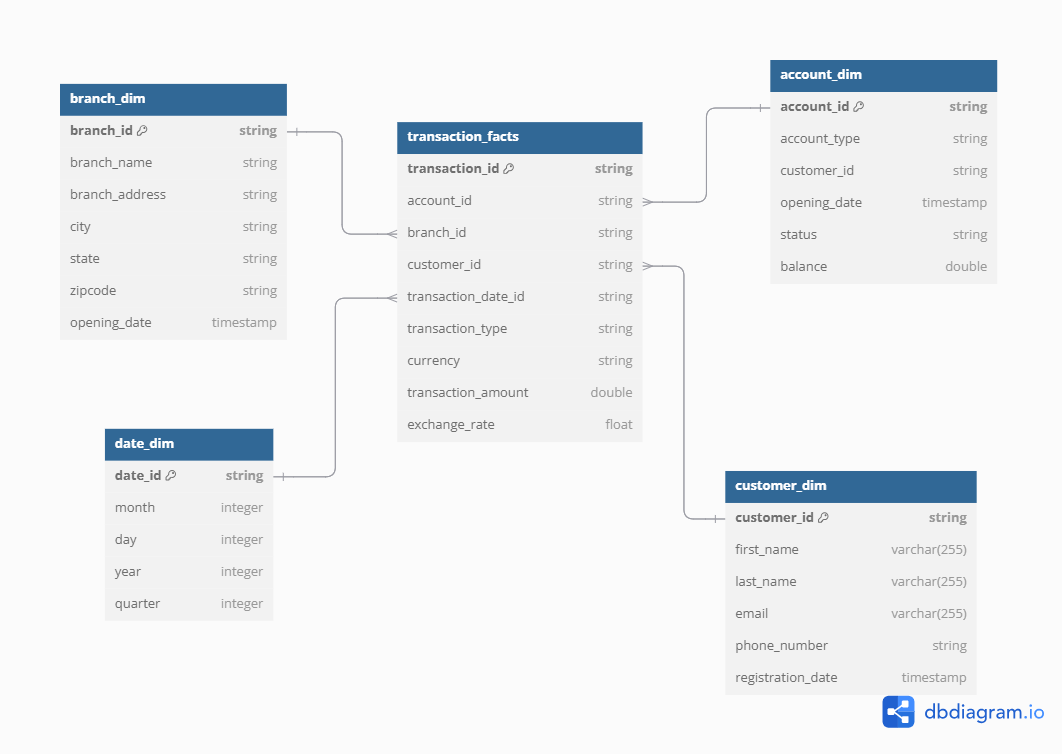 branch_dim
branch_id string
branch_name string
branch_address string
city string
state string
zipcode string
opening_date timestamp
transaction_facts
transaction_id string
account_id string
branch_id string
customer_id string
transaction_date_id string
transaction_type string
currency string
transaction_amount double
exchange_rate float
account_dim
account_id string
account_type string
customer_id string
opening_date timestamp
status string
balance double
date_dim
date_id string
month integer
day integer
year integer
quarter integer
customer_dim
customer_id string
first_name varchar(255)
last_name varchar(255)
email varchar(255)
phone_number string
registration_date timestamp
dbdiagram.io